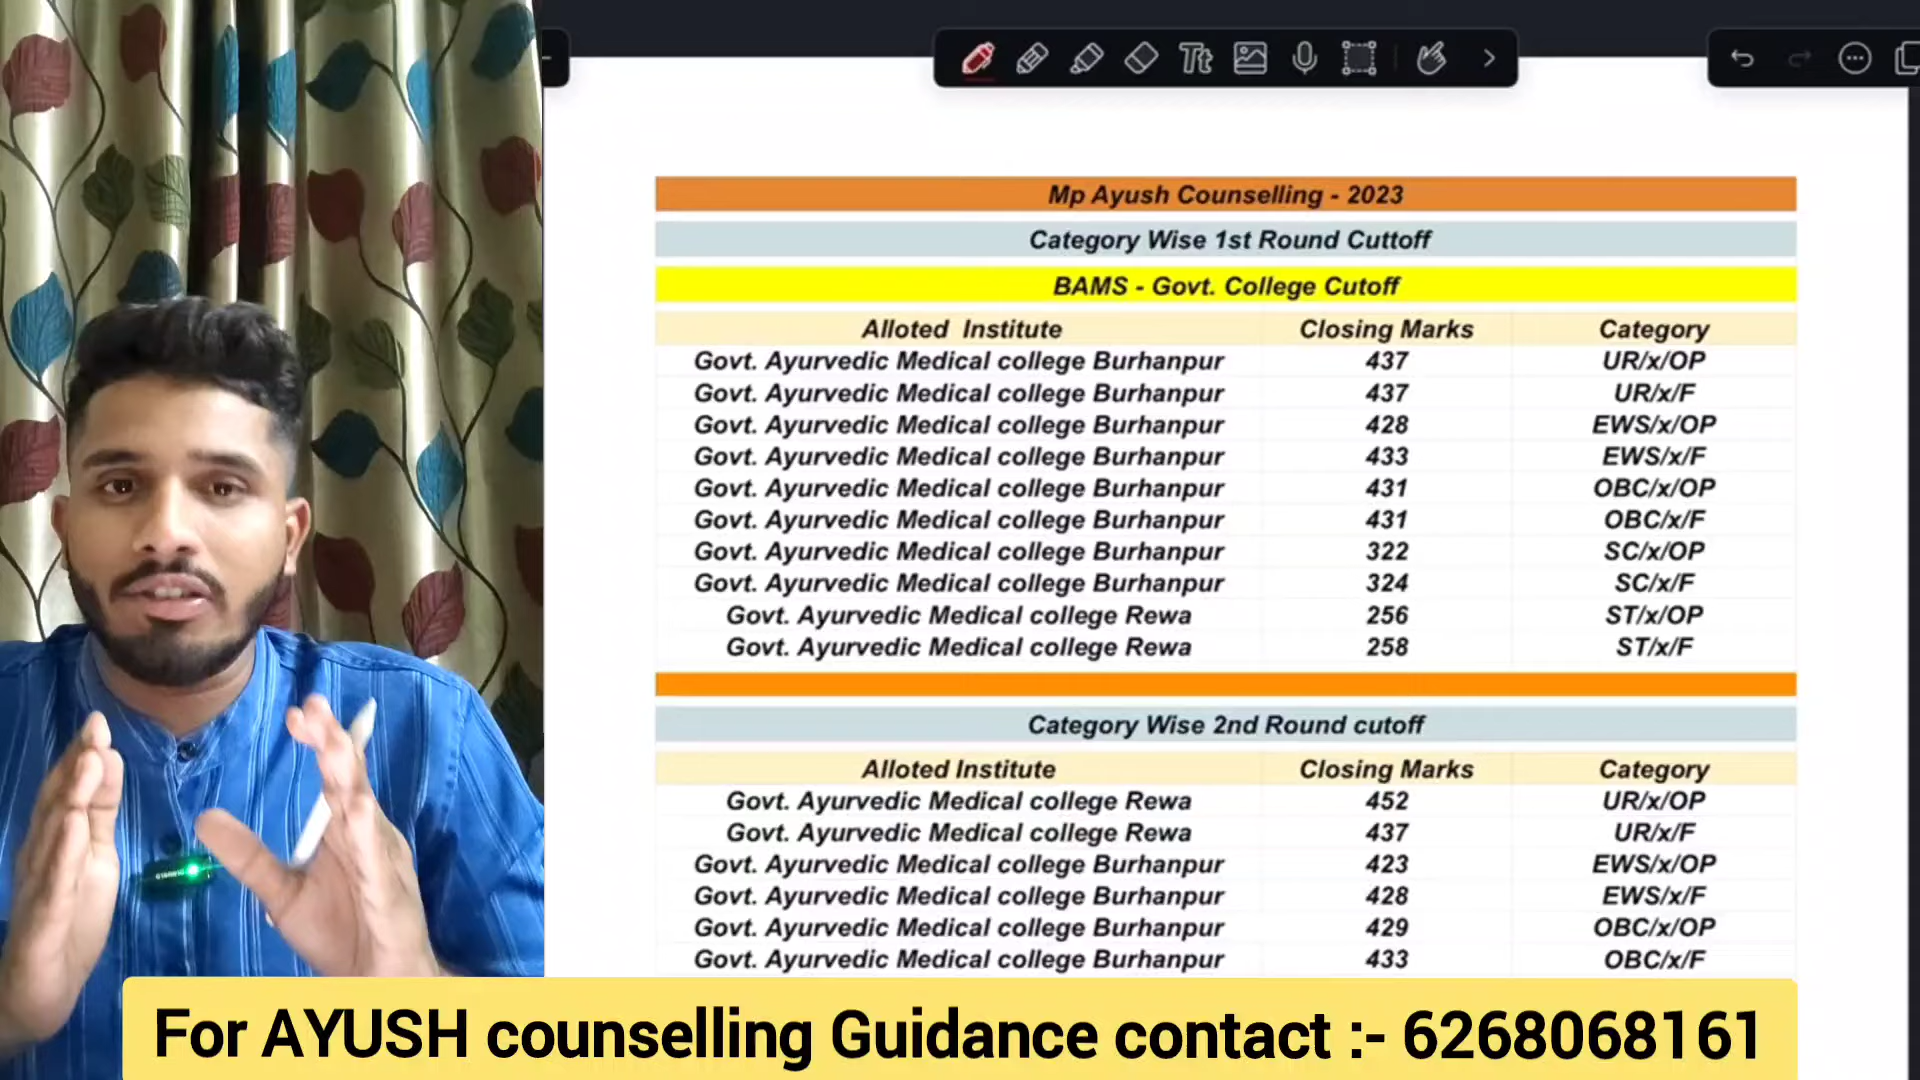 Mp Ayush Counselling - 2023
Category Wise 1st Round Cuttoff
BAMS - Govt. College Cutoff
Alloted Institute Closing Marks Category
Govt. Ayurvedic Medical college Burhanpur 437 UR/x/OP
Govt. Ayurvedic Medical college Burhanpur 437 UR/x/F
Govt. Ayurvedic Medical college Burhanpur 428 EWS/x/OP
Govt. Ayurvedic Medical college Burhanpur 433 EWS/x/F
Govt. Ayurvedic Medical college Burhanpur 431 OBC/x/OP
Govt. Ayurvedic Medical college Burhanpur 431 OBC/x/F
Govt. Ayurvedic Medical college Burhanpur 322 SC/x/OP
Govt. Ayurvedic Medical college Burhanpur 324 SC/x/F
Govt. Ayurvedic Medical college Rewa 256 ST/x/OP
Govt. Ayurvedic Medical college Rewa 258 ST/x/F
Category Wise 2nd Round cutoff
Alloted Institute Closing Marks Category
Govt. Ayurvedic Medical college Rewa 452 UR/x/OP
Govt. Ayurvedic Medical college Rewa 437 UR/x/F
Govt. Ayurvedic Medical college Burhanpur 423 EWS/x/OP
Govt. Ayurvedic Medical college Burhanpur 428 EWS/x/F
Govt. Ayurvedic Medical college Burhanpur 429 OBC/x/OP
Govt. Ayurvedic Medical college Burhanpur 433 OBC/x/F
For AYUSH counselling Guidance contact :- 6268068161